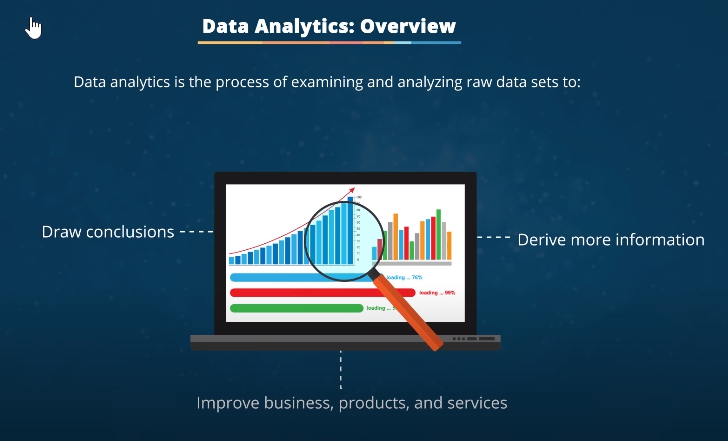 Data Analytics: Overview
Data analytics is the process of examining and analyzing raw data sets to:
Draw conclusions
Derive more information
loading ... 76%
loading ... 99%
loading ...
Improve business, products, and services